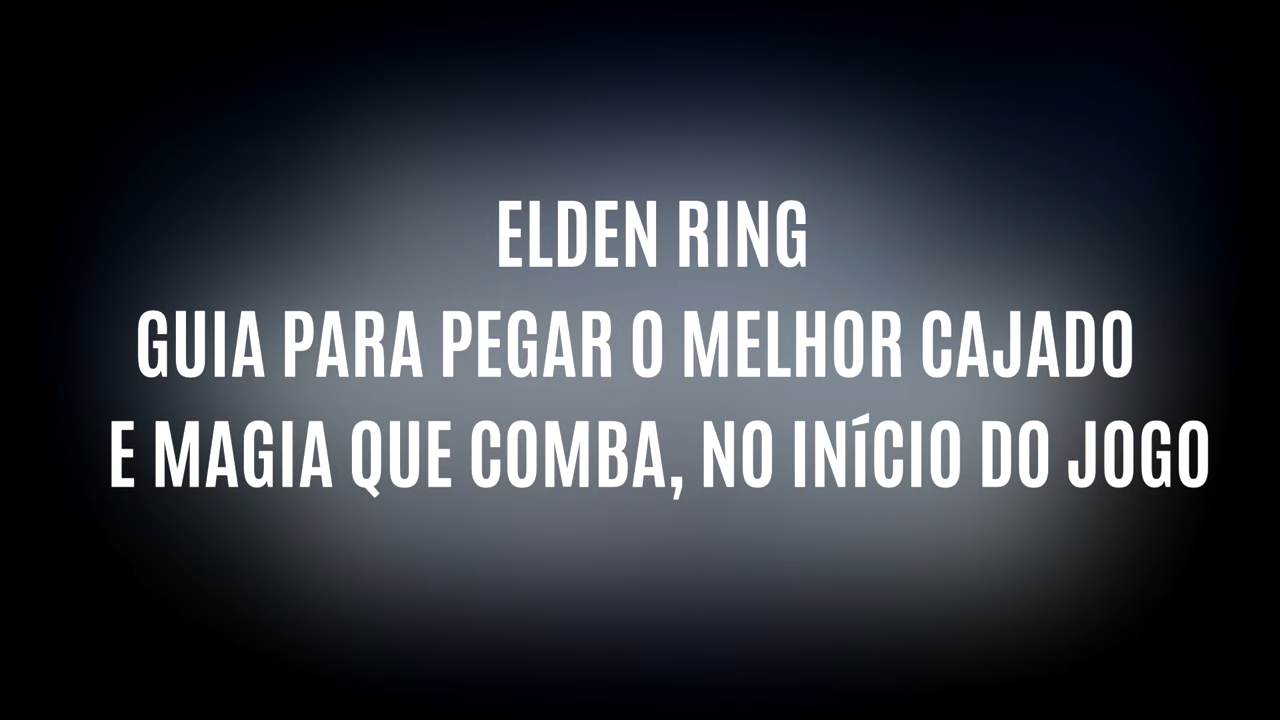 ELDEN RING
GUIA PARA PEGAR O MELHOR CAJADO
E MAGIA QUE COMBA, NO INíCIO DO JOGO